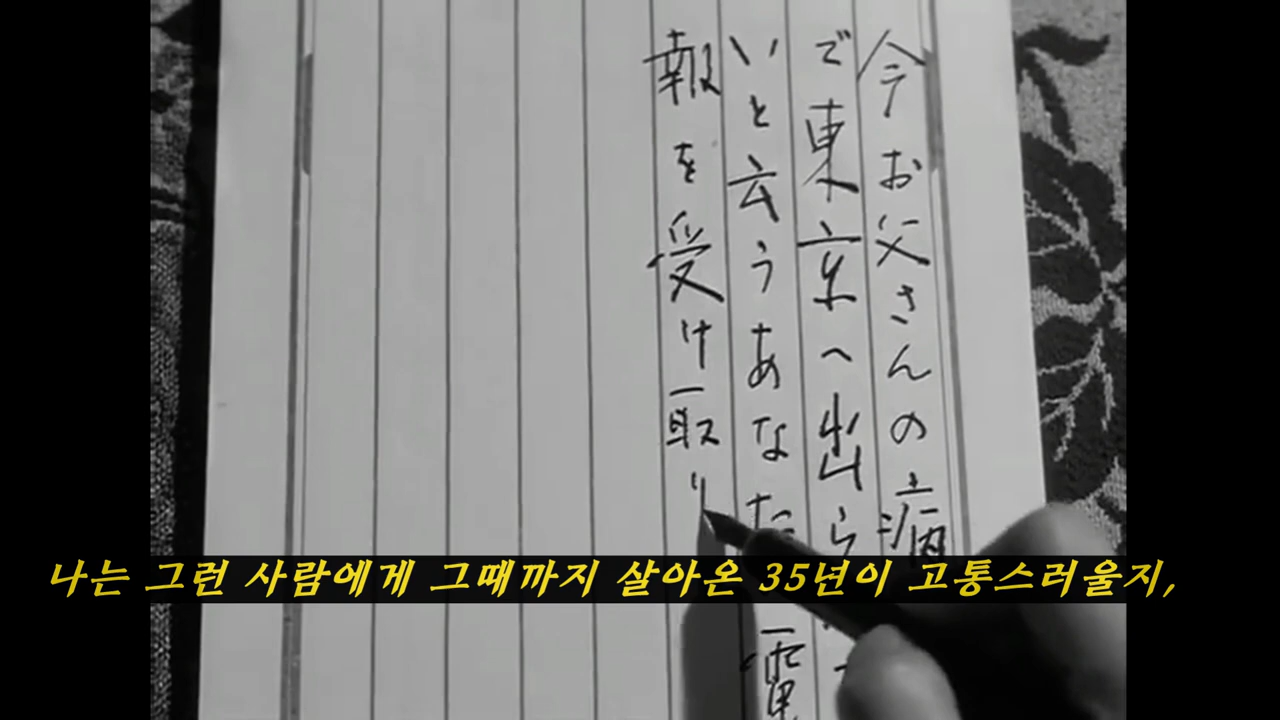 今お父さんの病
で東京へ出ら
いと云うあなた 電
報を受け取り
나는 그런 사람에게 그때까지 살아온 35년이 고통스러울지,